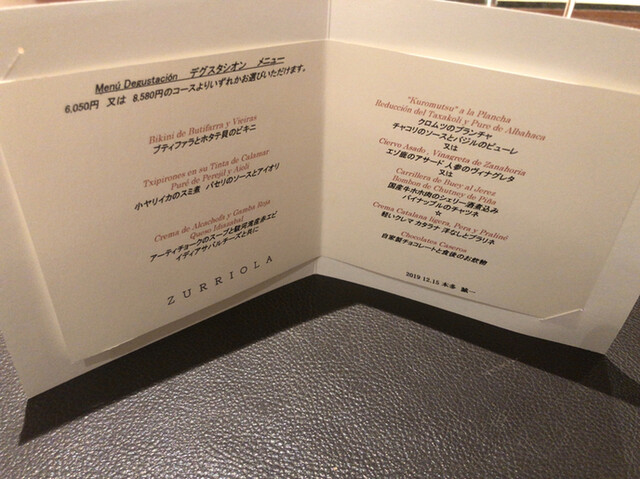 Menú Degustación デグスタシオン メニュー
6,050円 又は 8,580円のコースよりいずれかお選びいただけます。
Bikini de Butifarra y Vieiras
ブティファラとホタテ貝のビキニ
Txipirones en su Tinta de Calamar
Puré de Perejil y Aioli
小ヤリイカのスミ煮 パセリのソースとアイオリ
Crema de Alcachofa y Gamba Roja
Queso Idiazabal
アーティチョークのスープと駿河湾産赤エビ
イディアサバルチーズと共に
ZURRIOLA
"Kuromutsu" a la Plancha
Reducción del Txakoli y Pure de Albahaca
クロムツのプランチャ
チャコリのソースとバジルのピューレ
又は
Ciervo Asado , Vinagreta de Zanahoria
エゾ鹿のアサード 人参のヴィナグレタ
又は
Carrillera de Buey al Jerez
Bombon de Chutney de Piña
国産牛ホホ肉のシェリー酒煮込み
パイナップルのチャツネ
☆
Crema Catalana ligera, Pera y Praliné
軽いクレマ カタラナ 洋なしとプラリネ
Chocolates Caseros
自家製チョコレートと食後のお飲物
2019 12.15 本多 誠一